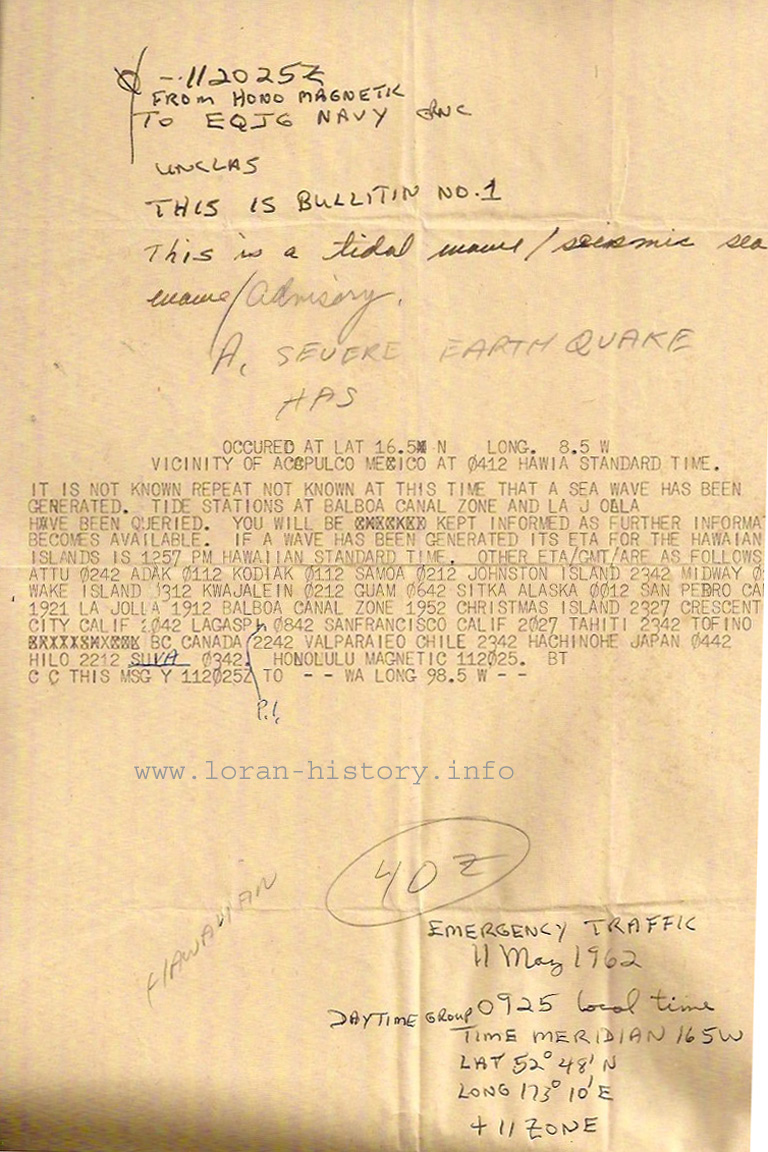 -.112025Z
FROM HONO MAGNETIC
TO EQJG NAVY GRNC
UNCLAS
THIS IS BULLITIN NO.1
This is a tidal wave/seismic sea
wave/Advisory.
A, SEVERE EARTH QUAKE
HAS
OCCURED AT LAT 16.5 N LONG. 8.5 W
VICINITY OF ACCPULCO MEXICO AT 0412 HAWIA STANDARD TIME.
IT IS NOT KNOWN REPEAT NOT KNOWN AT THIS TIME THAT A SEA WAVE HAS BEEN
GENERATED. TIDE STATIONS AT BALBOA CANAL ZONE AND LA J OLLA
HAVE BEEN QUERIED. YOU WILL BE KEPT INFORMED AS FURTHER INFORMAT
BECOMES AVAILABLE. IF A WAVE HAS BEEN GENERATED ITS ETA FOR THE HAWAIIAN
ISLANDS IS 1257 PM HAWAIIAN STANDARD TIME. OTHER ETA/GMT/ARE AS FOLLOWS
ATTU 0242 ADAK 0112 KODIAK 0112 SAMOA 0212 JOHNSTON ISLAND 2342 MIDWAY 0
WAKE ISLAND 0312 KWAJALEIN 0212 GUAM 0642 SITKA ALASKA 0012 SAN PEDRO CA
1921 LA JOLLA 1912 BALBOA CANAL ZONE 1952 CHRISTMAS ISLAND 2327 CRESCENT
CITY CALIF 2042 LAGASPI 0842 SANFRANCISCO CALIF 2027 TAHITI 2342 TOFINO
BC CANADA 2242 VALPARAIEO CHILE 2342 HACHINOHE JAPAN 0442
HILO 2212 SUVA 0342. HONOLULU MAGNETIC 112025. BT
C C THIS MSG Y 112025Z TO - - WA LONG 98.5 W - -
P.I.
www.loran-history.info
40Z
HAWAIIAN
EMERGENCY TRAFFIC
11 May 1962
DAYTIME GROUP 0925 local time
TIME MERIDIAN 165W
LAT 52° 48' N
LONG 173° 10' E
+ 11 ZONE